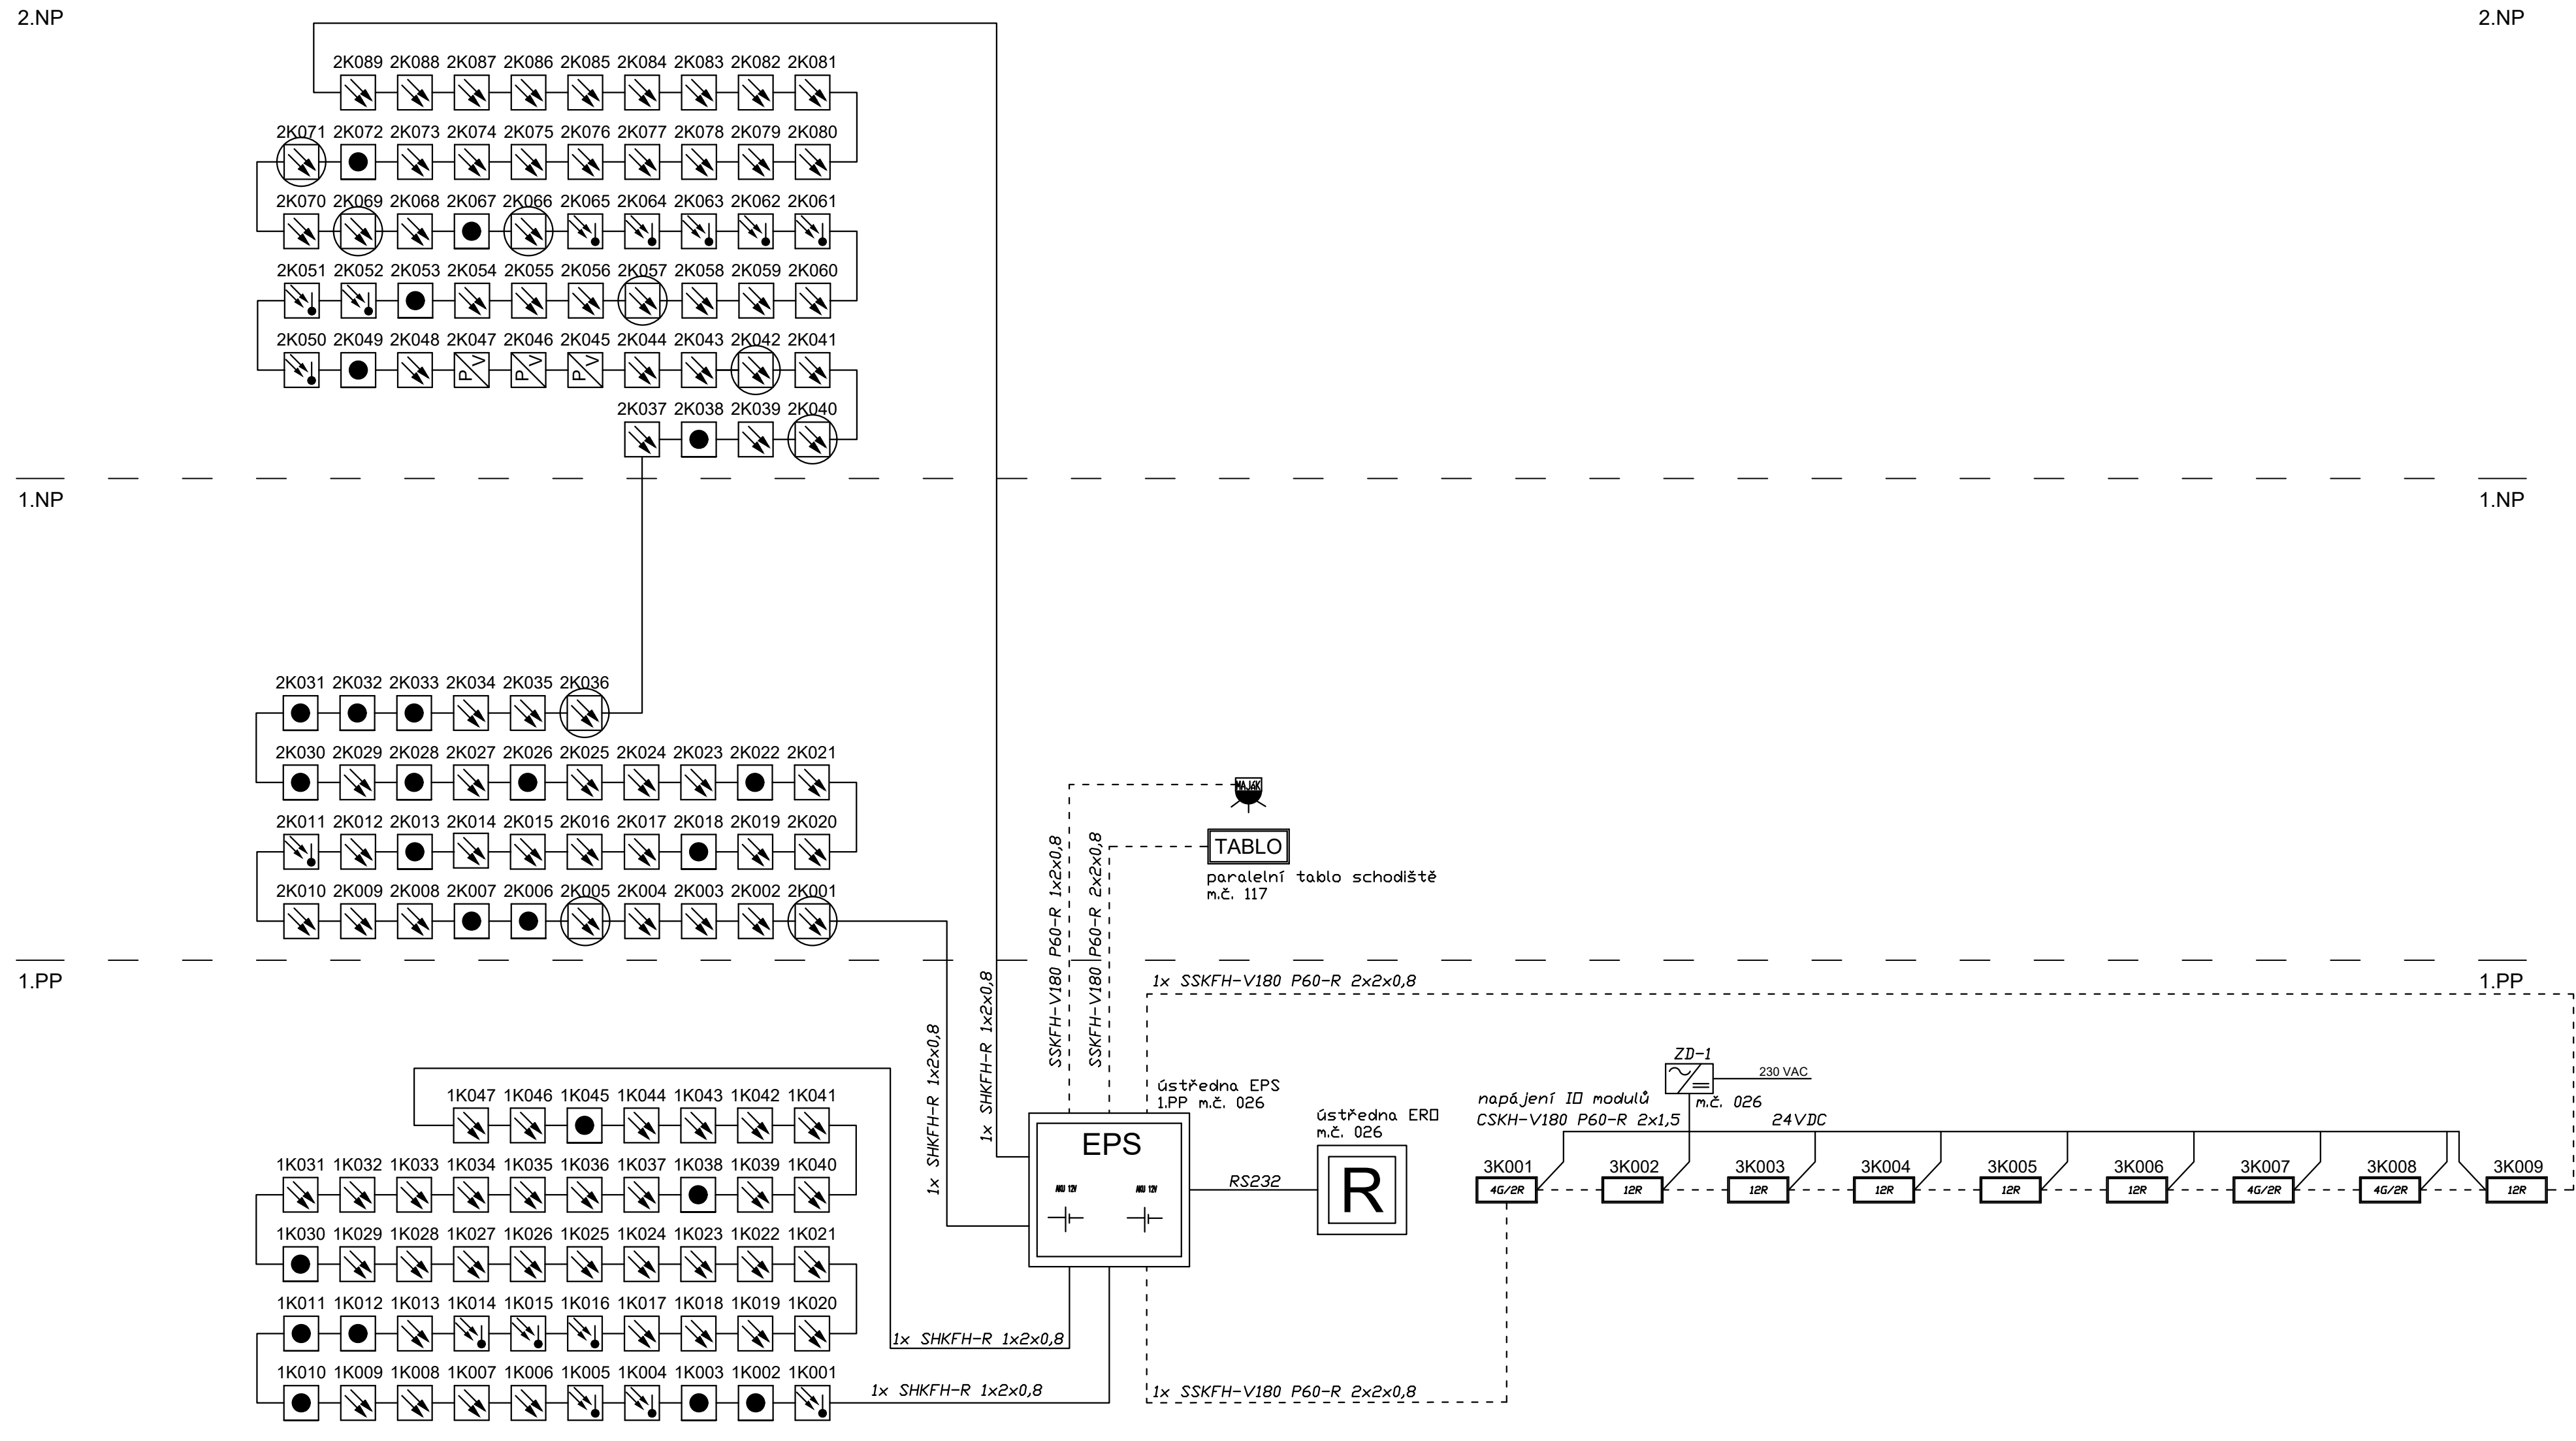 2.NP 2.NP
2K089 2K088 2K087 2K086 2K085 2K084 2K083 2K082 2K081
2K071 2K072 2K073 2K074 2K075 2K076 2K077 2K078 2K079 2K080
2K070 2K069 2K068 2K067 2K066 2K065 2K064 2K063 2K062 2K061
2K051 2K052 2K053 2K054 2K055 2K056 2K057 2K058 2K059 2K060
2K050 2K049 2K048 2K047 2K046 2K045 2K044 2K043 2K042 2K041
P/V P/V P/V
2K037 2K038 2K039 2K040
1.NP 1.NP
2K031 2K032 2K033 2K034 2K035 2K036
2K030 2K029 2K028 2K027 2K026 2K025 2K024 2K023 2K022 2K021
2K011 2K012 2K013 2K014 2K015 2K016 2K017 2K018 2K019 2K020
2K010 2K009 2K008 2K007 2K006 2K005 2K004 2K003 2K002 2K001
MAJÁK
TABLO
paralelní tablo schodiště
m.č. 117
SSKFH-V180 P60-R 1x2x0,8
SSKFH-V180 P60-R 2x2x0,8
1.PP 1.PP
1x SSKFH-V180 P60-R 2x2x0,8
1x SHKFH-R 1x2x0,8
1x SHKFH-R 1x2x0,8
1K047 1K046 1K045 1K044 1K043 1K042 1K041
1K031 1K032 1K033 1K034 1K035 1K036 1K037 1K038 1K039 1K040
1K030 1K029 1K028 1K027 1K026 1K025 1K024 1K023 1K022 1K021
1K011 1K012 1K013 1K014 1K015 1K016 1K017 1K018 1K019 1K020
1K010 1K009 1K008 1K007 1K006 1K005 1K004 1K003 1K002 1K001
1x SHKFH-R 1x2x0,8
1x SHKFH-R 1x2x0,8
ústředna EPS
1.PP m.č. 026
EPS
AKU 12V AKU 12V
RS232
ústředna ERO
m.č. 026
R
1x SSKFH-V180 P60-R 2x2x0,8
ZD-1
230 VAC
m.č. 026
napájení IO modulů
CSKH-V180 P60-R 2x1,5 24VDC
3K001 3K002 3K003 3K004 3K005 3K006 3K007 3K008 3K009
4G/2R 12R 12R 12R 12R 12R 4G/2R 4G/2R 12R